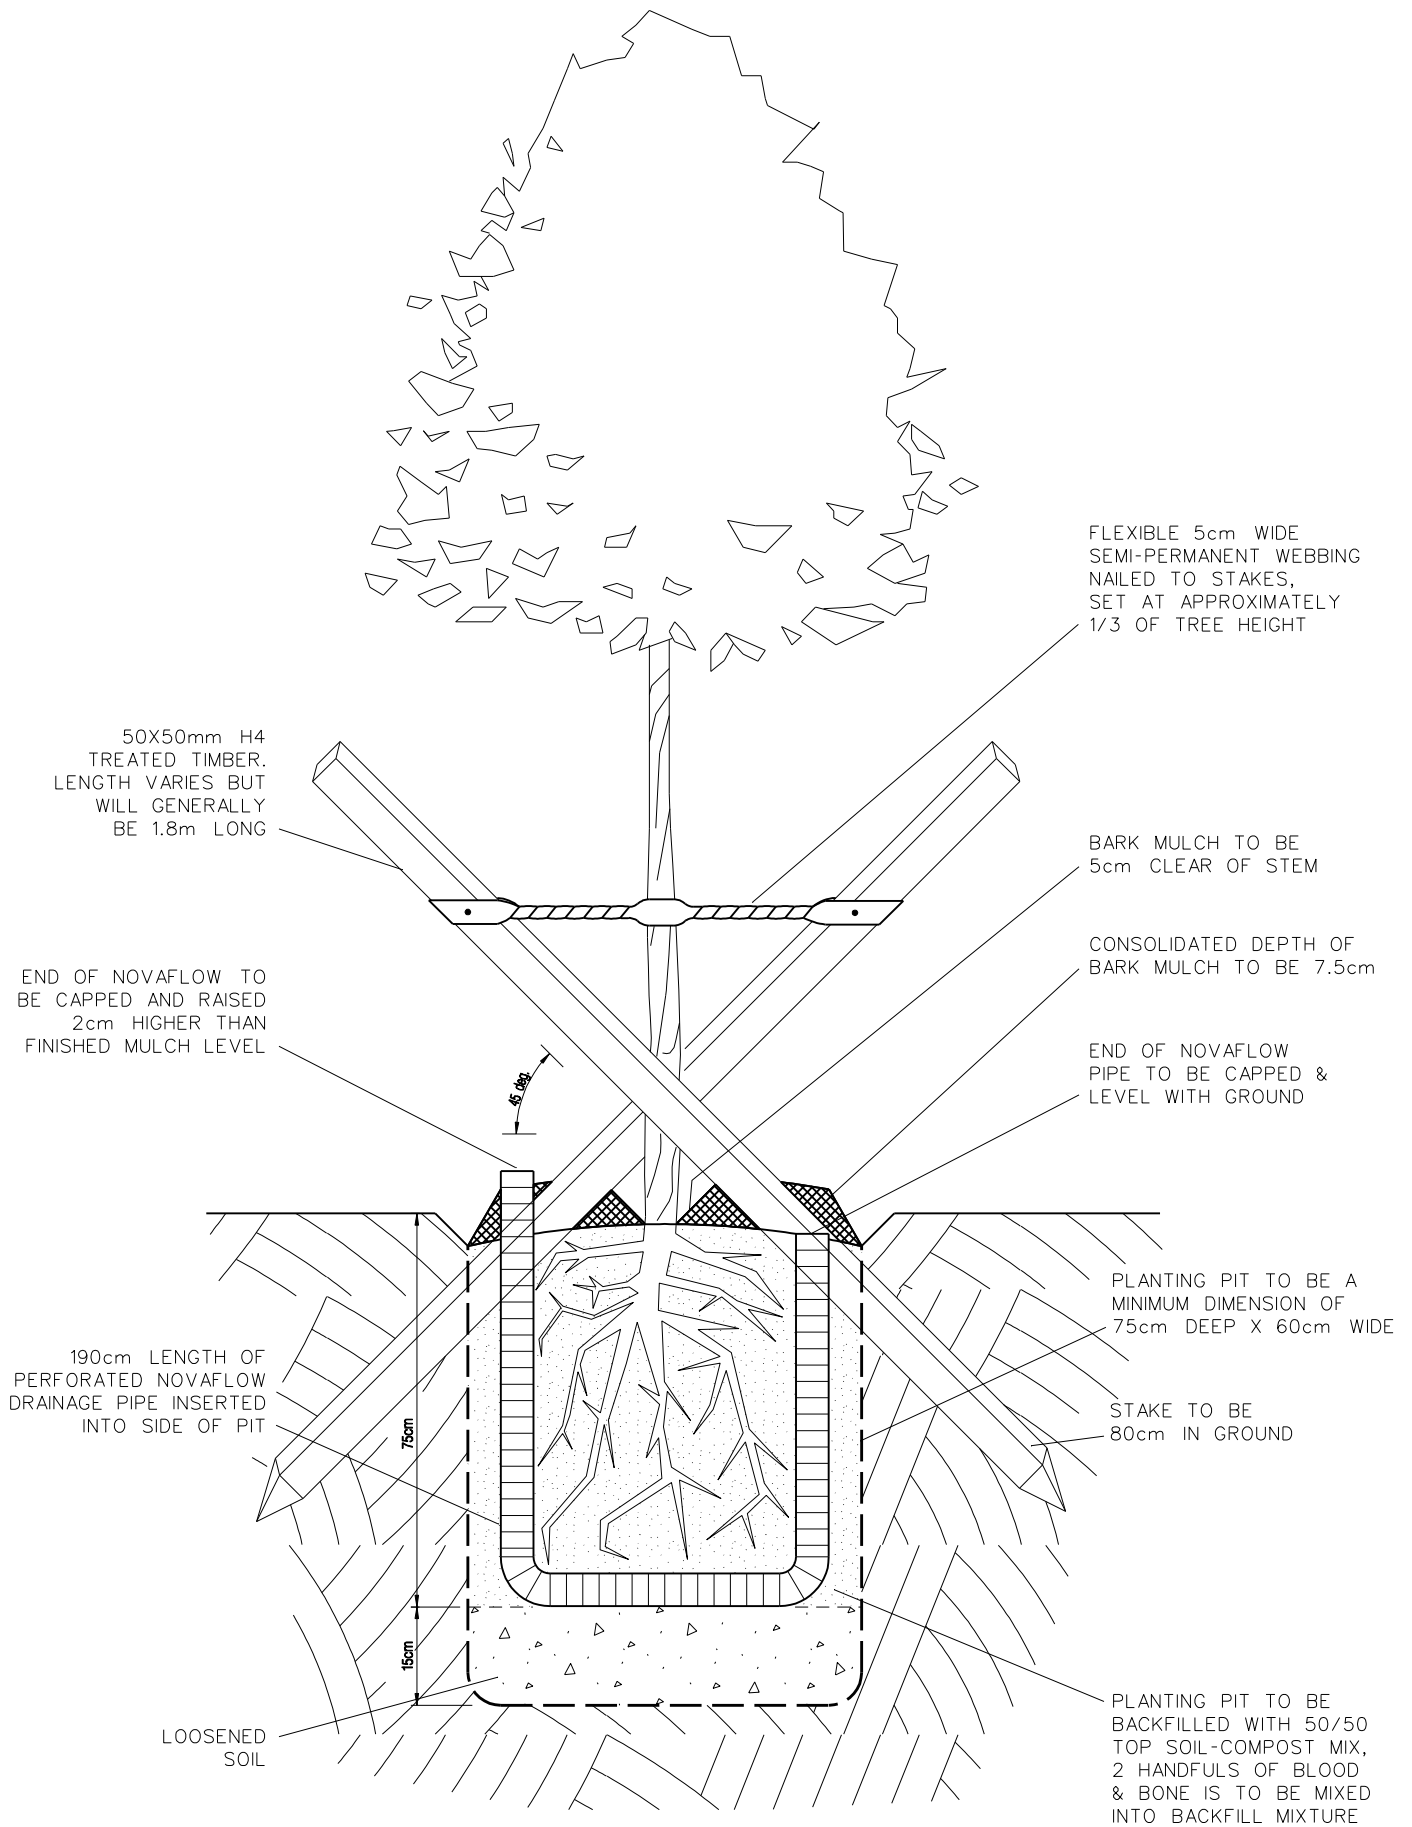 FLEXIBLE 5cm WIDE
SEMI-PERMANENT WEBBING
NAILED TO STAKES,
SET AT APPROXIMATELY
1/3 OF TREE HEIGHT
50X50mm H4
TREATED TIMBER.
LENGTH VARIES BUT
WILL GENERALLY
BE 1.8m LONG
BARK MULCH TO BE
5cm CLEAR OF STEM
CONSOLIDATED DEPTH OF
BARK MULCH TO BE 7.5cm
END OF NOVAFLOW TO
BE CAPPED AND RAISED
2cm HIGHER THAN
FINISHED MULCH LEVEL
END OF NOVAFLOW
PIPE TO BE CAPPED &
LEVEL WITH GROUND
45 deg.
PLANTING PIT TO BE A
MINIMUM DIMENSION OF
75cm DEEP X 60cm WIDE
190cm LENGTH OF
PERFORATED NOVAFLOW
DRAINAGE PIPE INSERTED
INTO SIDE OF PIT
75cm
STAKE TO BE
80cm IN GROUND
15cm
LOOSENED
SOIL
PLANTING PIT TO BE
BACKFILLED WITH 50/50
TOP SOIL-COMPOST MIX,
2 HANDFULS OF BLOOD
& BONE IS TO BE MIXED
INTO BACKFILL MIXTURE